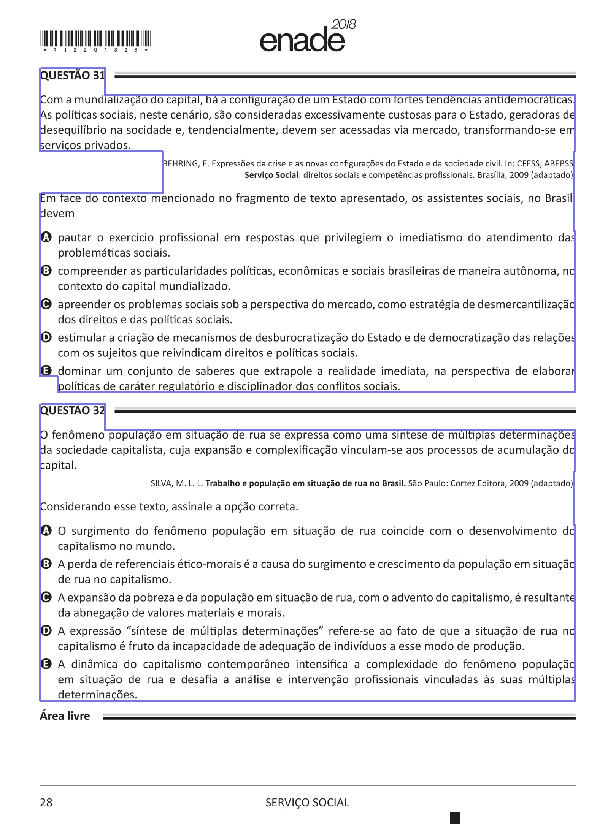 * R 1 2 2 0 1 8 2 8 *
enade 2018
QUESTÃO 31
Com a mundialização do capital, há a configuração de um Estado com fortes tendências antidemocráticas.
As políticas sociais, neste cenário, são consideradas excessivamente custosas para o Estado, geradoras de
desequilíbrio na socidade e, tendencialmente, devem ser acessadas via mercado, transformando-se em
serviços privados.
BEHRING, E. Expressões da crise e as novas configurações do Estado e da sociedade civil. In: CFESS; ABEPSS
Serviço Social: direitos sociais e competências profissionais. Brasília, 2009 (adaptado)
Em face do contexto mencionado no fragmento de texto apresentado, os assistentes sociais, no Brasil
devem
A pautar o exercício profissional em respostas que privilegiem o imediatismo do atendimento das
problemáticas sociais.
B compreender as particularidades políticas, econômicas e sociais brasileiras de maneira autônoma, no
contexto do capital mundializado.
C apreender os problemas sociais sob a perspectiva do mercado, como estratégia de desmercantilização
dos direitos e das políticas sociais.
D estimular a criação de mecanismos de desburocratização do Estado e de democratização das relações
com os sujeitos que reivindicam direitos e políticas sociais.
E dominar um conjunto de saberes que extrapole a realidade imediata, na perspectiva de elaborar
políticas de caráter regulatório e disciplinador dos conflitos sociais.
QUESTÃO 32
O fenômeno população em situação de rua se expressa como uma síntese de múltiplas determinações
da sociedade capitalista, cuja expansão e complexificação vinculam-se aos processos de acumulação do
capital.
SILVA, M. L. L. Trabalho e população em situação de rua no Brasil. São Paulo: Cortez Editora, 2009 (adaptado)
Considerando esse texto, assinale a opção correta.
A O surgimento do fenômeno população em situação de rua coincide com o desenvolvimento do
capitalismo no mundo.
B A perda de referenciais ético-morais é a causa do surgimento e crescimento da população em situação
de rua no capitalismo.
C A expansão da pobreza e da população em situação de rua, com o advento do capitalismo, é resultante
da abnegação de valores materiais e morais.
D A expressão “síntese de múltiplas determinações” refere-se ao fato de que a situação de rua no
capitalismo é fruto da incapacidade de adequação de indivíduos a esse modo de produção.
E A dinâmica do capitalismo contemporâneo intensifica a complexidade do fenômeno população
em situação de rua e desafia a análise e intervenção profissionais vinculadas às suas múltiplas
determinações.
Área livre
28
SERVIÇO SOCIAL